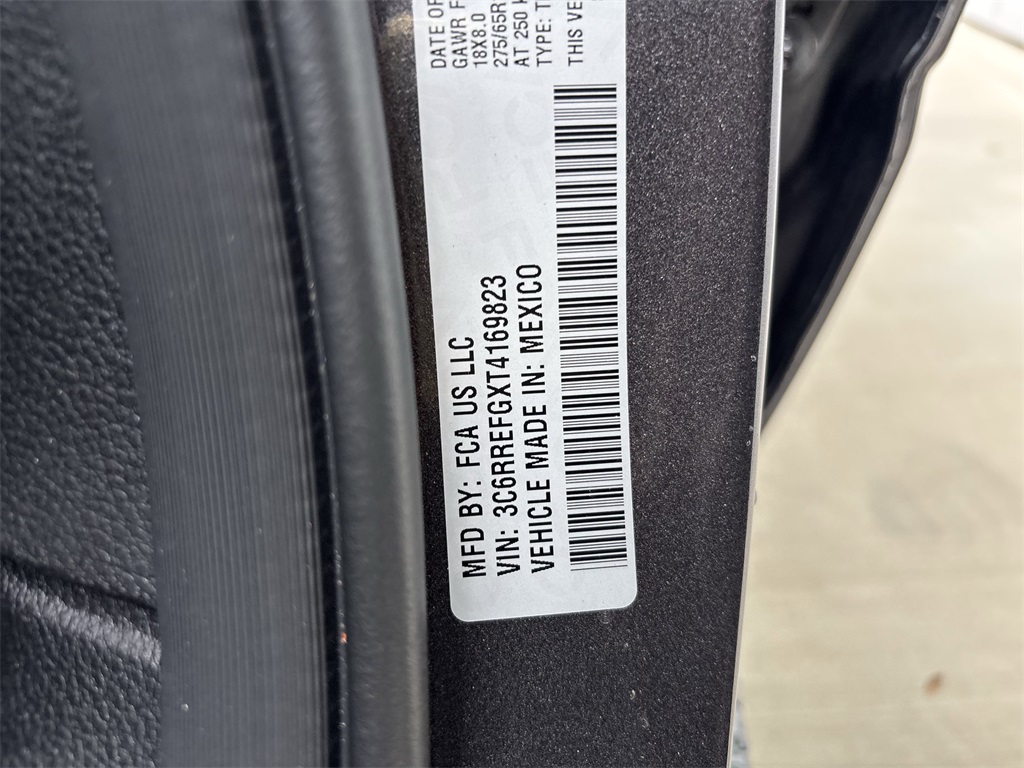 MFD BY: FCA US LLC
VIN: 3C6RREFGXT4169823
VEHICLE MADE IN: MEXICO
DATE OF
GAWR F
18X8.0
275/65R
AT 250
TYPE:
THIS VE